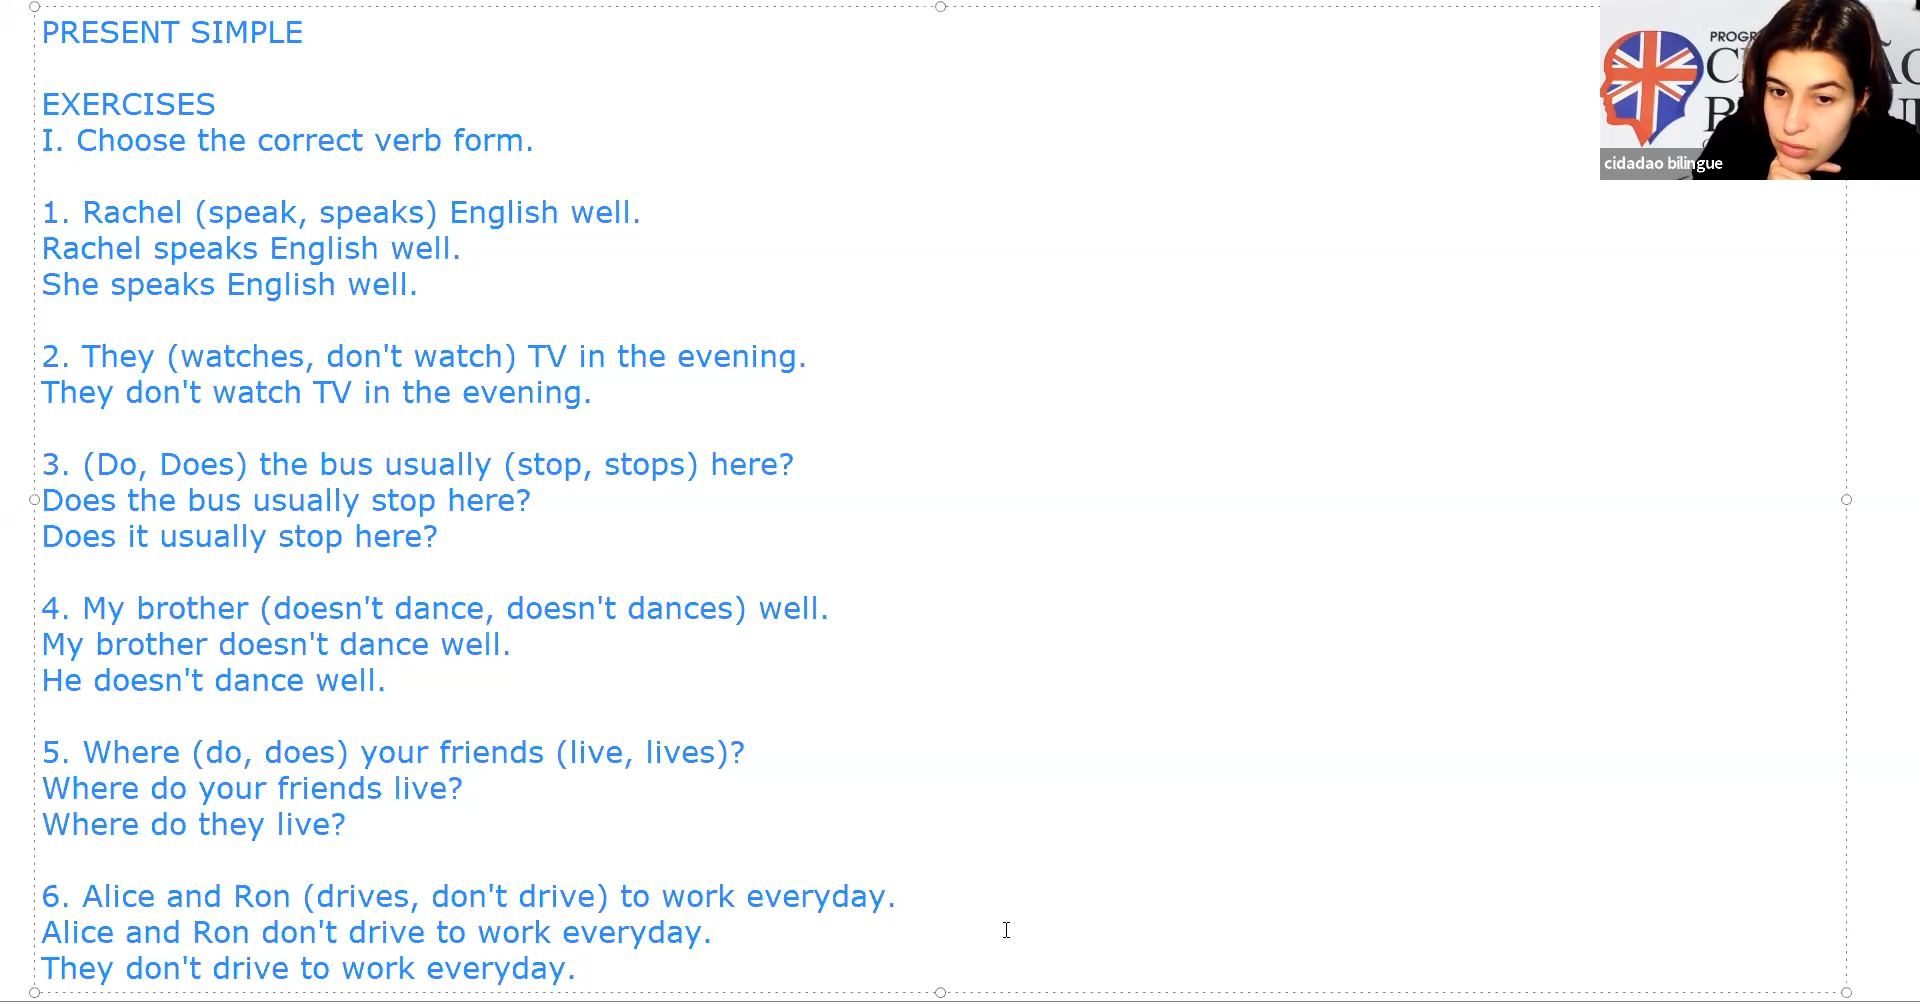 PRESENT SIMPLE
EXERCISES
I. Choose the correct verb form.
1. Rachel (speak, speaks) English well.
Rachel speaks English well.
She speaks English well.
2. They (watches, don't watch) TV in the evening.
They don't watch TV in the evening.
3. (Do, Does) the bus usually (stop, stops) here?
Does the bus usually stop here?
Does it usually stop here?
4. My brother (doesn't dance, doesn't dances) well.
My brother doesn't dance well.
He doesn't dance well.
5. Where (do, does) your friends (live, lives)?
Where do your friends live?
Where do they live?
6. Alice and Ron (drives, don't drive) to work everyday.
Alice and Ron don't drive to work everyday.
They don't drive to work everyday.
cidadao bilingue